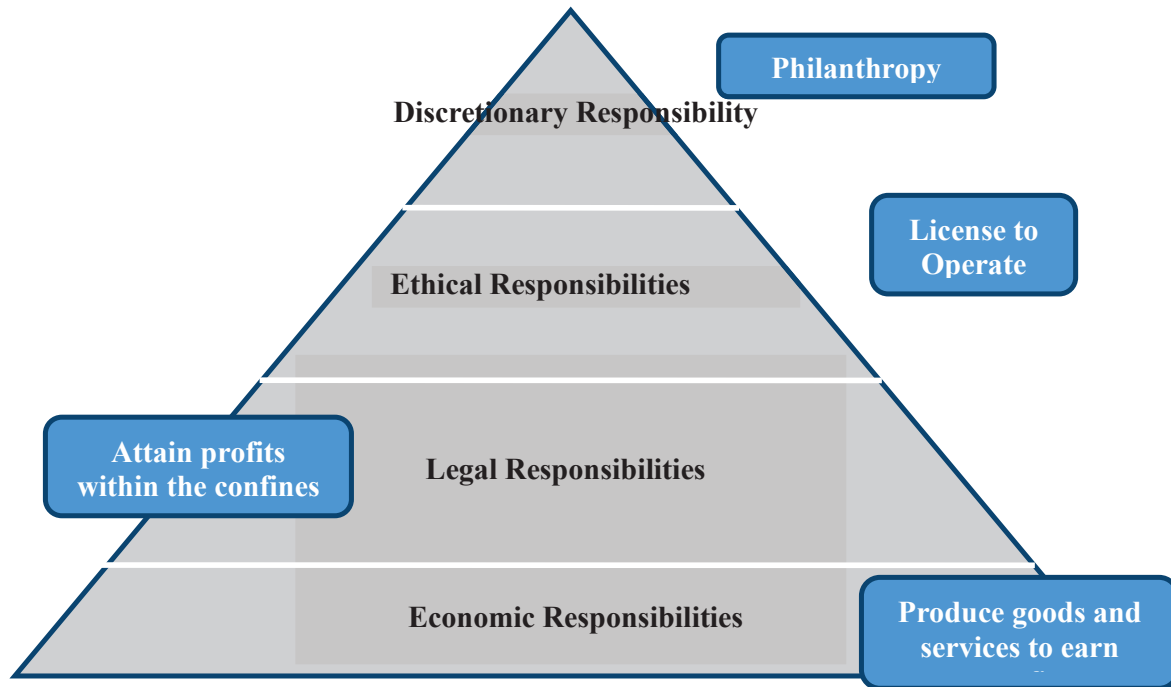 Philanthropy
Discretionary Responsibility
License to
Operate
Ethical Responsibilities
Attain profits
within the confines
Legal Responsibilities
Produce goods and
services to earn
Economic Responsibilities